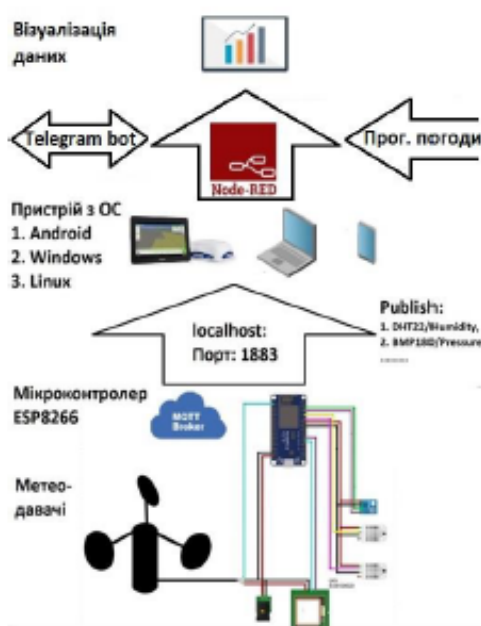 Візуалізація
даних
Telegram bot
Прог. погоди
Node-RED
Пристрій з ОС
1. Android
2. Windows
3. Linux
Publish:
1. DHT22/Humidity,
2. BMP180/Pressure
localhost:
Порт: 1883
Мікроконтролер
ESP8266
MQTT
Broker
Метео-
давачі